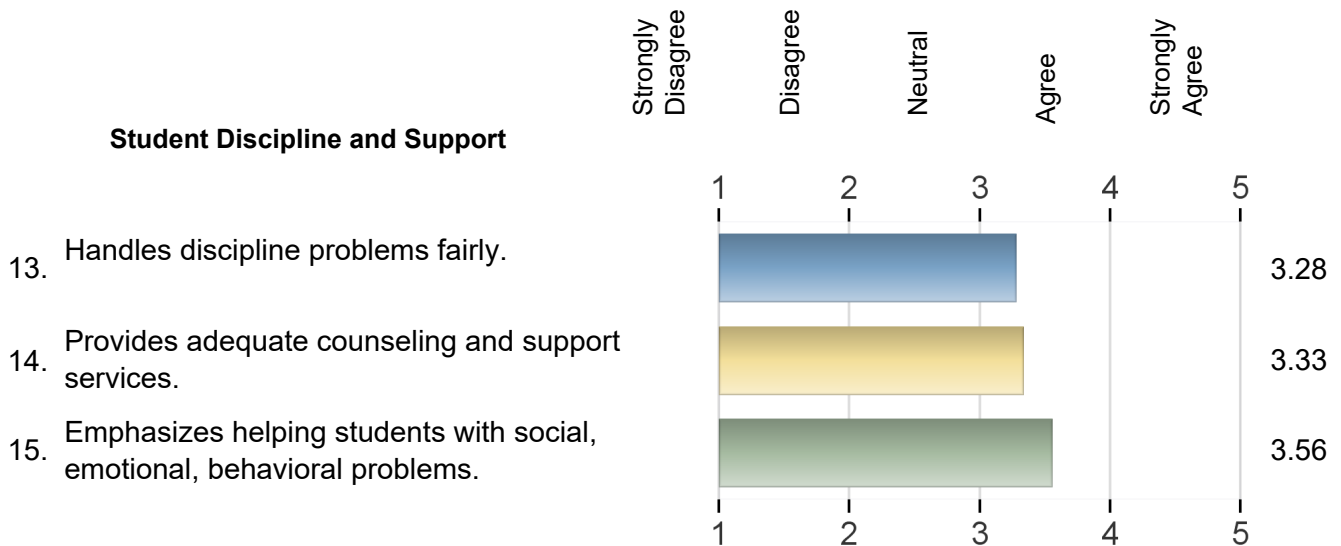 Strongly
Disagree
Disagree
Neutral
Agree
Strongly
Agree
Student Discipline and Support
1 2 3 4 5
13. Handles discipline problems fairly. 3.28
14. Provides adequate counseling and support
services. 3.33
15. Emphasizes helping students with social,
emotional, behavioral problems. 3.56
1 2 3 4 5